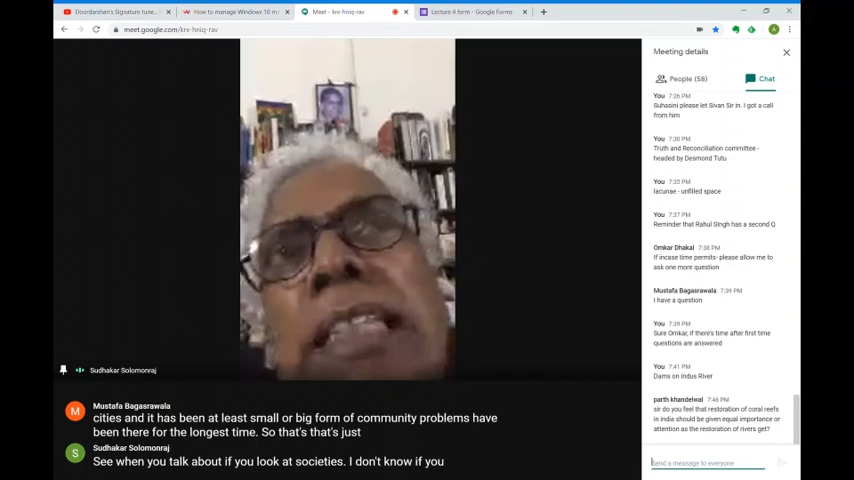 Doordarshan's Signature tune...
How to manage Windows 10 n
Meet - krx-hniq-rav
Lecture 4 form - Google Forms
meet.google.com/krx-hniq-rav
Meeting details
People (58)
Chat
You 7:26 PM
Suhasini please let Sivan Sir in. I got a call
from him
You 7:30 PM
Truth and Reconciliation committee -
headed by Desmond Tutu
You 7:35 PM
lacunae - unfilled space
You 7:37 PM
Reminder that Rahul Singh has a second Q
Omkar Dhakal 7:38 PM
If incase time permits- please allow me to
ask one more question
Mustafa Bagasrawala 7:39 PM
I have a question
You 7:39 PM
Sure Omkar, if there's time after first time
questions are answered
You 7:41 PM
Dams on Indus River
parth khandelwal 7:46 PM
sir do you feel that restoration of coral reefs
in india should be given equal importance or
attention as the restoration of rivers get?
Send a message to everyone
Sudhakar Solomonraj
M
Mustafa Bagasrawala
cities and it has been at least small or big form of community problems have
been there for the longest time. So that's that's just
S
Sudhakar Solomonraj
See when you talk about if you look at societies. I don't know if you